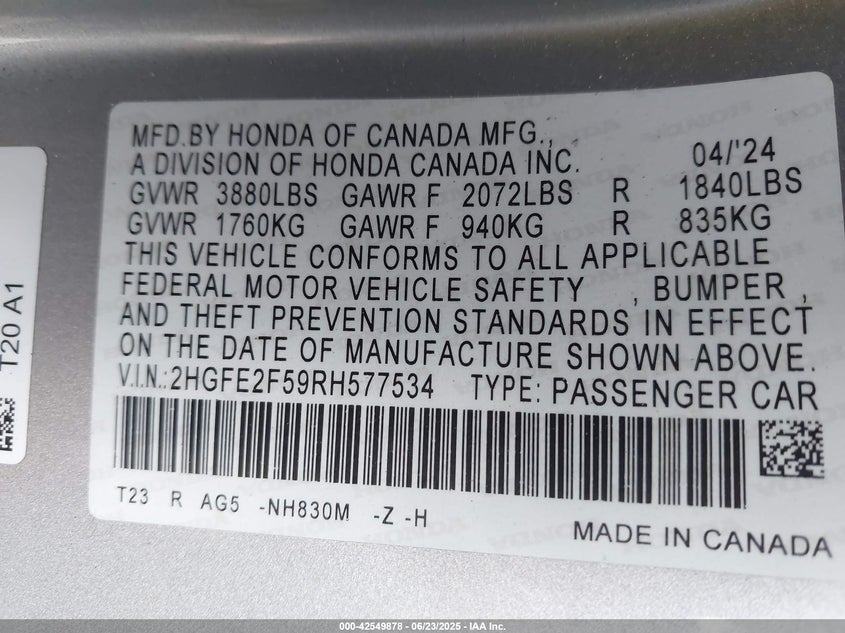 MFD.BY HONDA OF CANADA MFG.,
A DIVISION OF HONDA CANADA INC. 04/'24
GVWR 3880LBS GAWR F 2072LBS R 1840LBS
GVWR 1760KG GAWR F 940KG R 835KG
THIS VEHICLE CONFORMS TO ALL APPLICABLE
FEDERAL MOTOR VEHICLE SAFETY , BUMPER ,
AND THEFT PREVENTION STANDARDS IN EFFECT
ON THE DATE OF MANUFACTURE SHOWN ABOVE.
V.I.N.:2HGFE2F59RH577534 TYPE: PASSENGER CAR
T23 R AG5 -NH830M -Z -H
MADE IN CANADA
T20 A1
000-42549878 - 06/23/2025 - IAA Inc.